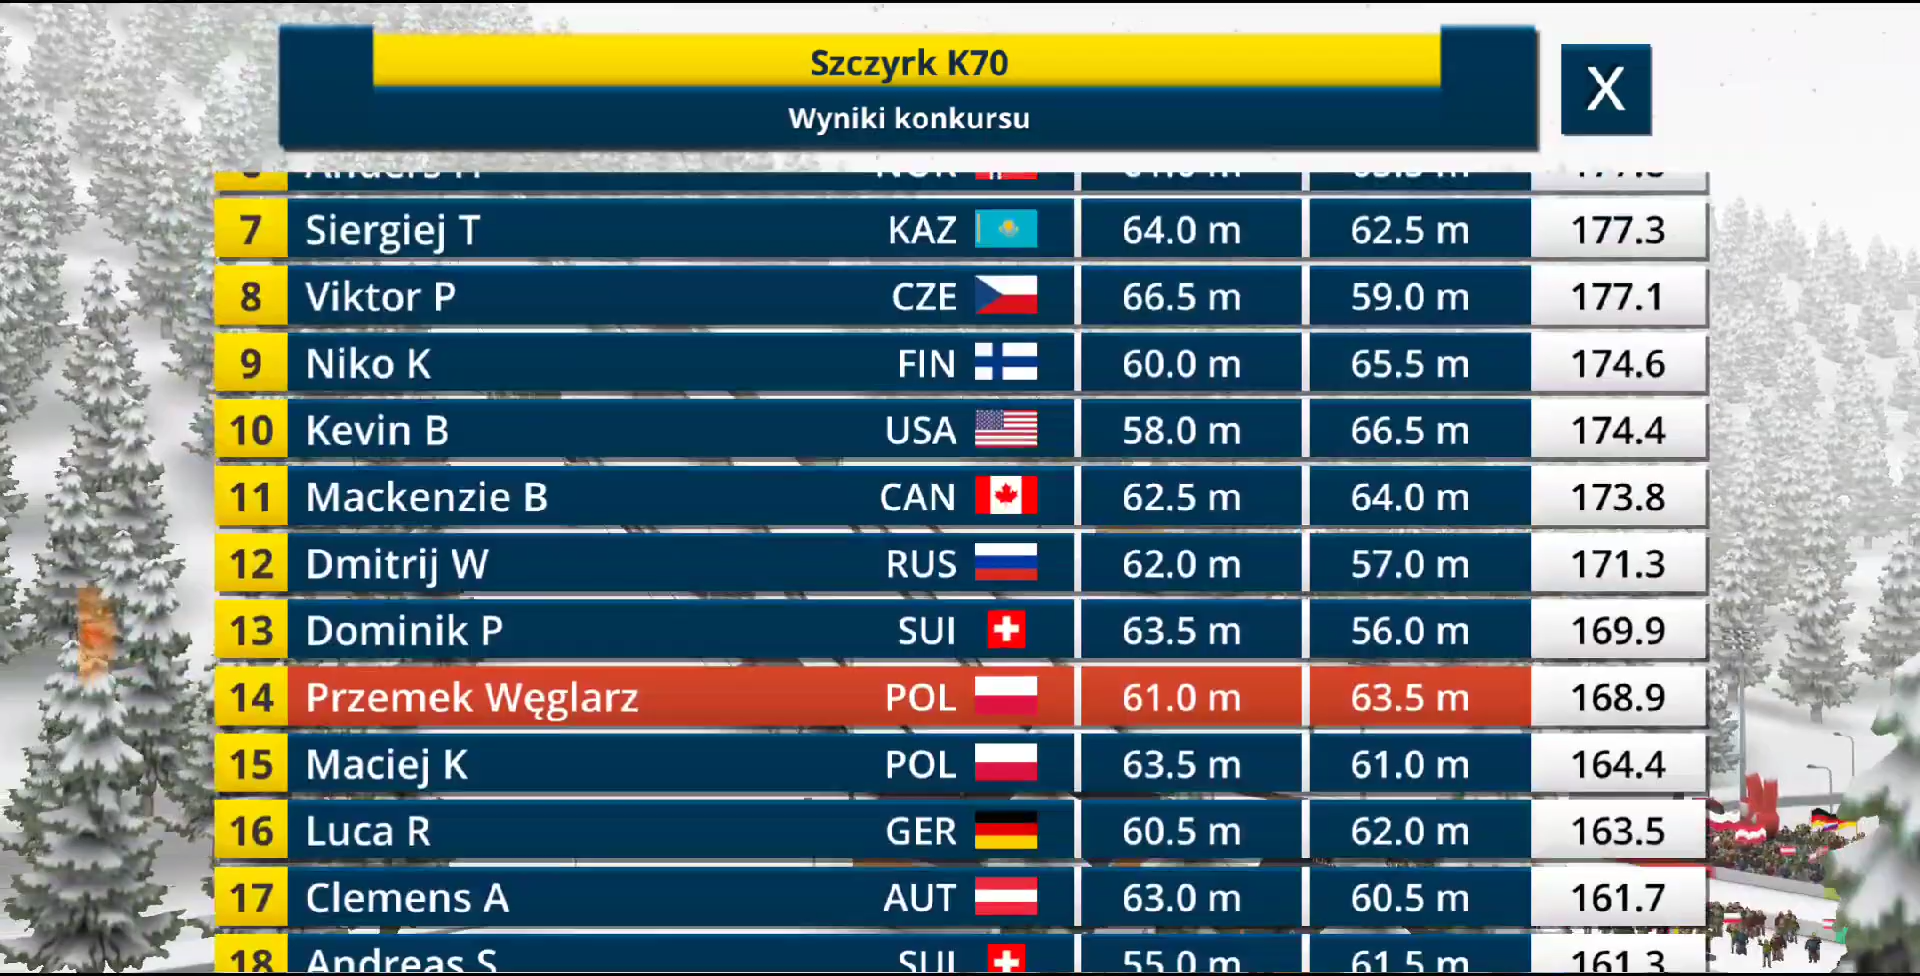 Szczyrk K70
X
Wyniki konkursu
7 Siergiej T KAZ 64.0 m 62.5 m 177.3
8 Viktor P CZE 66.5 m 59.0 m 177.1
9 Niko K FIN 60.0 m 65.5 m 174.6
10 Kevin B USA 58.0 m 66.5 m 174.4
11 Mackenzie B CAN 62.5 m 64.0 m 173.8
12 Dmitrij W RUS 62.0 m 57.0 m 171.3
13 Dominik P SUI 63.5 m 56.0 m 169.9
14 Przemek Węglarz POL 61.0 m 63.5 m 168.9
15 Maciej K POL 63.5 m 61.0 m 164.4
16 Luca R GER 60.5 m 62.0 m 163.5
17 Clemens A AUT 63.0 m 60.5 m 161.7
18 Andreas S SUI 55.0 m 61.5 m 161.3